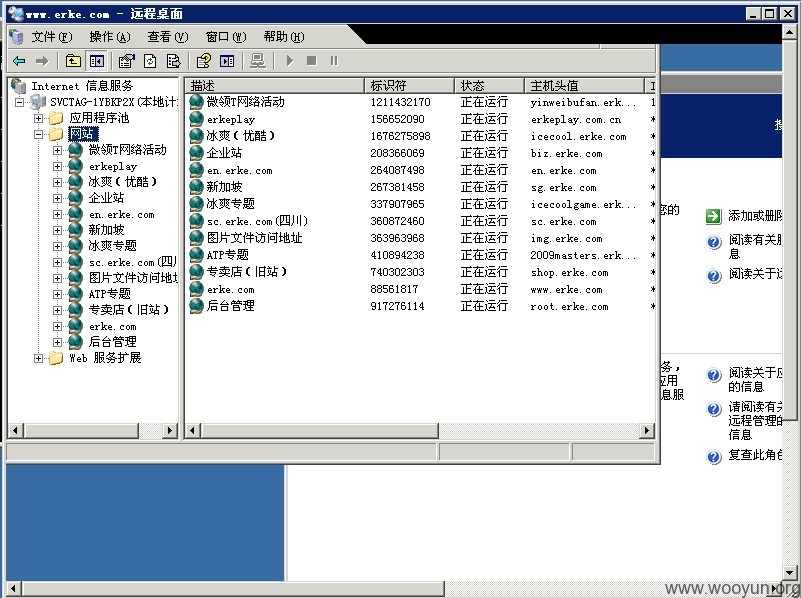 www.erke.com - 远程桌面
文件(F) 操作(A) 查看(V) 窗口(W) 帮助(H)
Internet 信息服务
SVCTAG-1YBKP2X(本地计
应用程序池
网站
微领T网络活动
erkeplay
冰爽(优酷)
企业站
en.erke.com
新加坡
冰爽专题
sc.erke.com(四
图片文件访问地
ATP专题
专卖店(旧站)
erke.com
后台管理
Web 服务扩展
描述 标识符 状态 主机头值
微领T网络活动 1211432170 正在运行 yinweibufan.erk...
erkeplay 156652090 正在运行 erkeplay.com.cn *
冰爽(优酷) 1676275898 正在运行 icecool.erke.com *
企业站 208366069 正在运行 biz.erke.com *
en.erke.com 264087498 正在运行 en.erke.com *
新加坡 267381458 正在运行 sg.erke.com *
冰爽专题 337907965 正在运行 icecoolgame.erk... *
sc.erke.com(四川) 360872460 正在运行 sc.erke.com *
图片文件访问地址 363963968 正在运行 img.erke.com *
ATP专题 410894238 正在运行 2009masters.erk... *
专卖店(旧站) 740302303 正在运行 shop.erke.com *
erke.com 88561817 正在运行 www.erke.com *
后台管理 917276114 正在运行 root.erke.com *
您的
添加或删除
阅读有关
息
阅读关于
务,
应用
息服
阅读关于应
的信息
请阅读有关
远程管理的
信息
复查此角色
www.wooyun.org